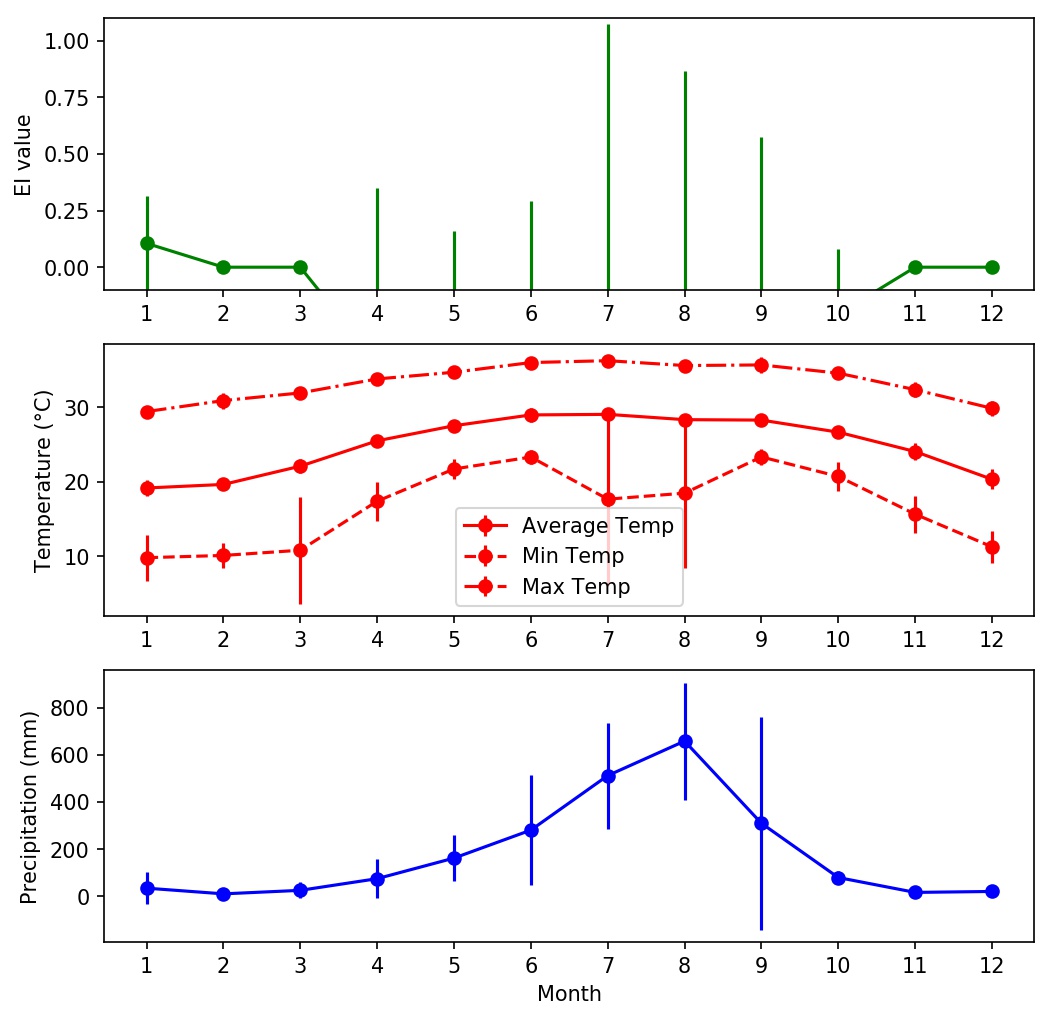 EI value
1.00
0.75
0.50
0.25
0.00
1 2 3 4 5 6 7 8 9 10 11 12
Temperature (°C)
30
20
10
Average Temp
Min Temp
Max Temp
1 2 3 4 5 6 7 8 9 10 11 12
Precipitation (mm)
800
600
400
200
0
1 2 3 4 5 6 7 8 9 10 11 12
Month